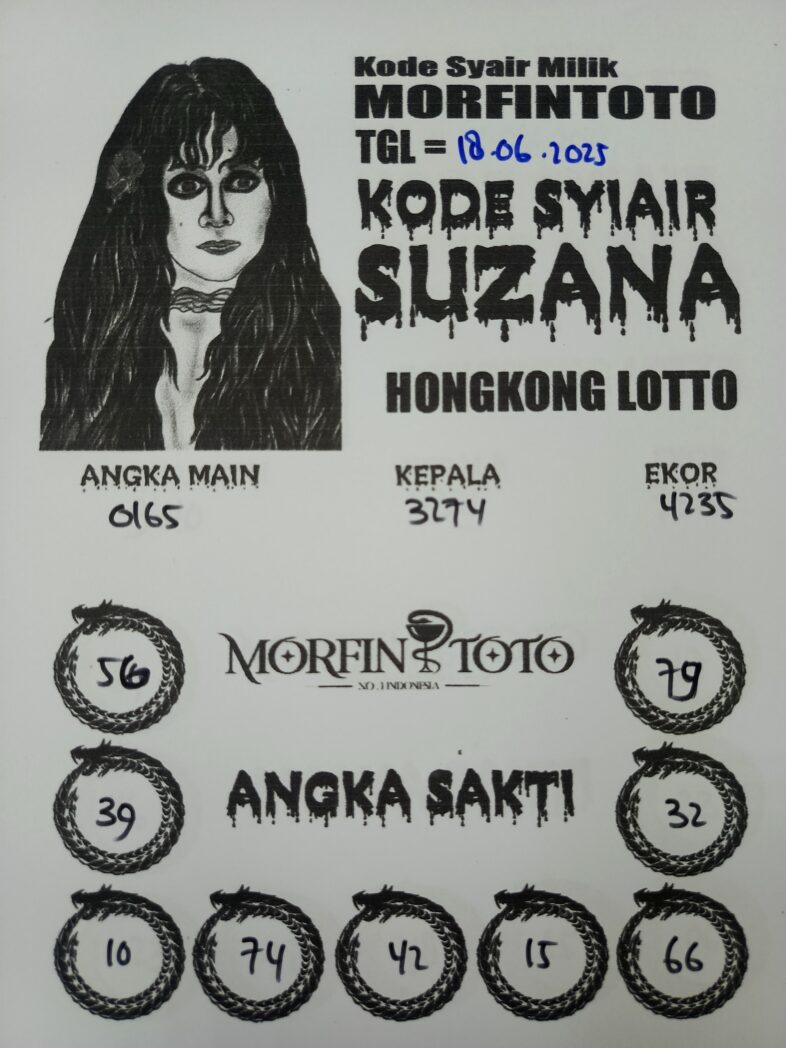 Kode Syair Milik
MORFINTOTO
TGL = 18.06.2025
KODE SYIAIR
SUZANA
HONGKONG LOTTO
ANGKA MAIN KEPALA EKOR
0165 3274 4235
56 MORFIN TOTO 79
NO.1 INDONESIA
39 ANGKA SAKTI 32
10 74 42 15 66